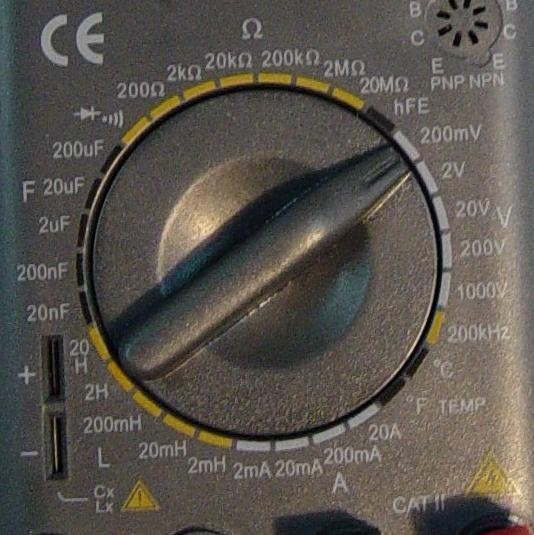 CE
B B
C C
E E
PNP NPN
Ω
200Ω 2kΩ 20kΩ 200kΩ 2MΩ 20MΩ
hFE
200mV
2V
20V
V
200V
1000V
200kHz
°C
°F TEMP
20A
200mA
20mA
2mA
A
2mH
20mH
200mH
L
2H
20
H
20nF
200nF
2uF
20uF
F
200uF
+
−
Cx
Lx
CAT II